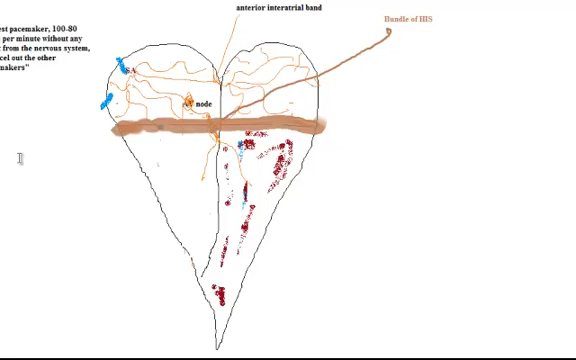 anterior interatrial band
Bundle of HIS
est pacemaker, 100-80
per minute without any
from the nervous system,
cel out the other
makers"
SA
node